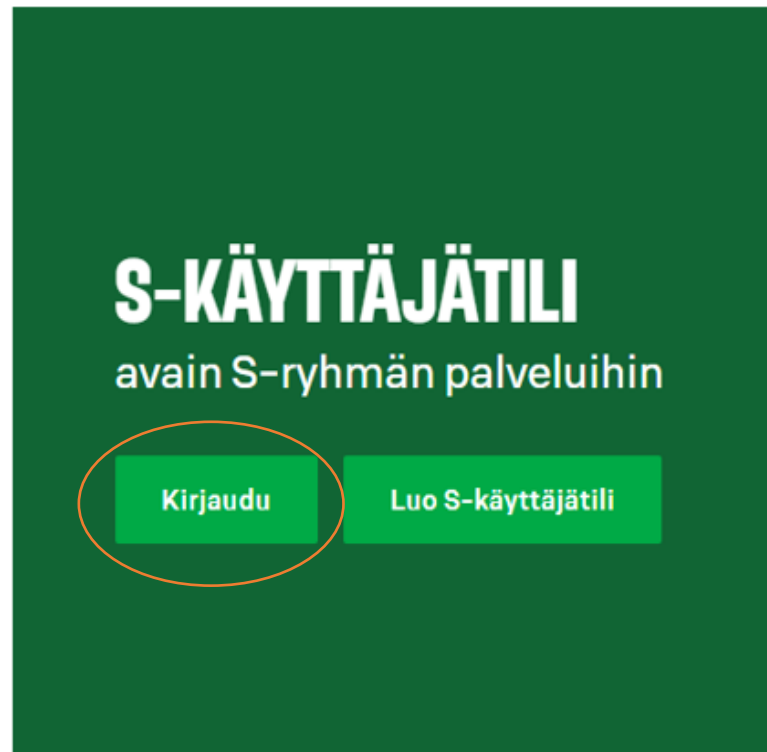 S-KÄYTTÄJÄTILI
avain S-ryhmän palveluihin
Kirjaudu
Luo S-käyttäjätili